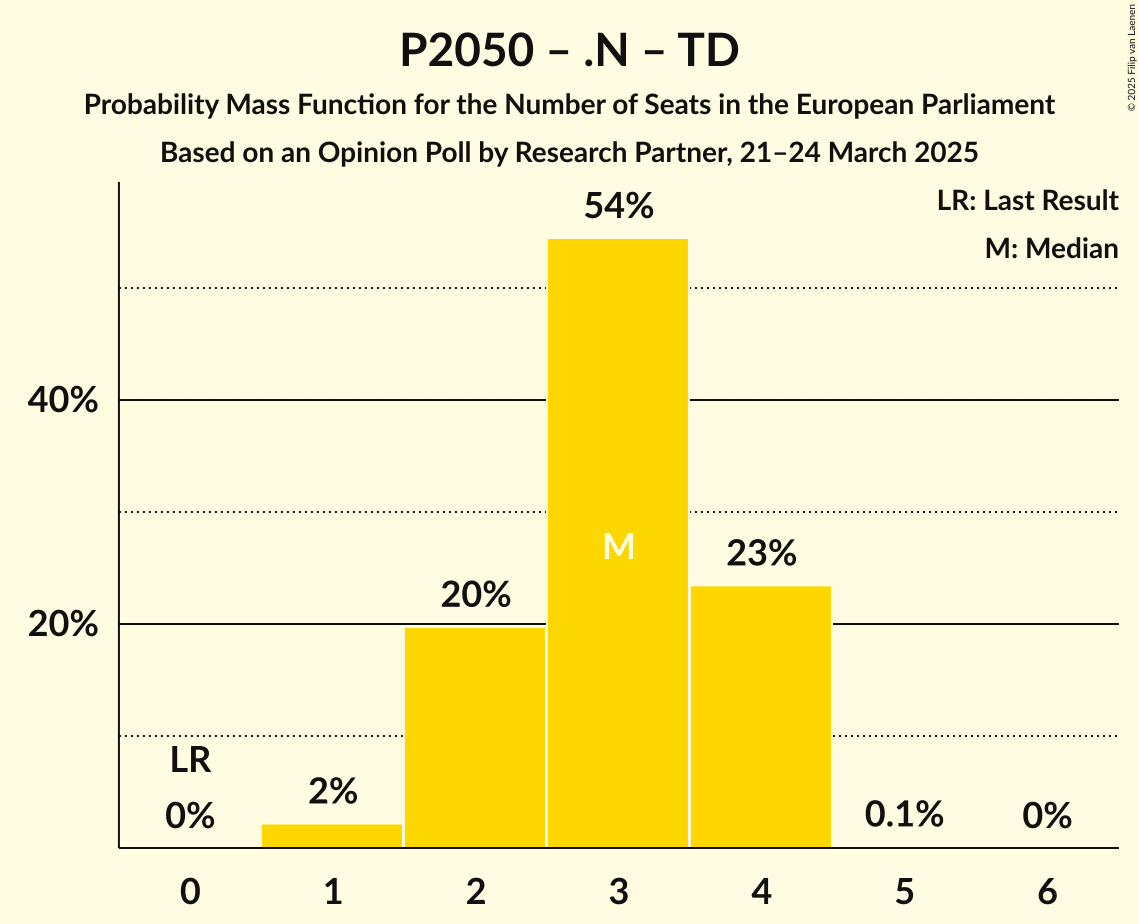 P2050 – .N – TD
Probability Mass Function for the Number of Seats in the European Parliament
Based on an Opinion Poll by Research Partner, 21–24 March 2025
© 2025 Filip van Laenen
LR: Last Result
M: Median
54%
40%
M
23%
20%
20%
LR
0%
2%
0.1%
0%
0 1 2 3 4 5 6